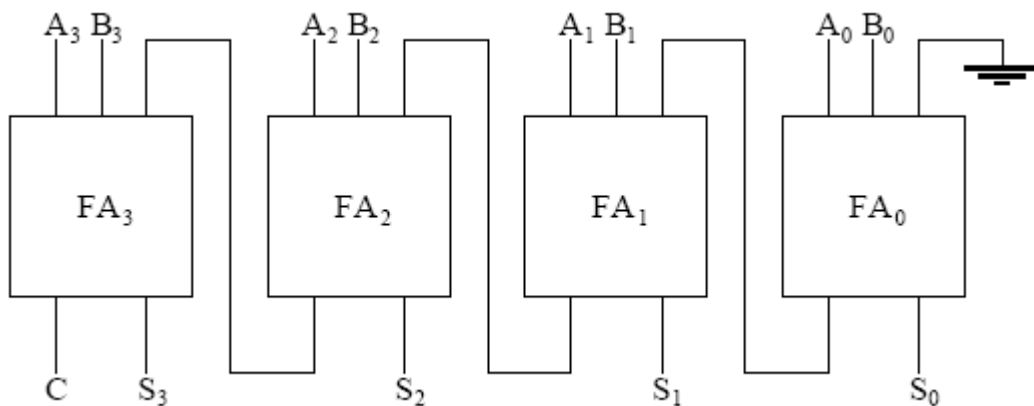 A₃ B₃ A₂ B₂ A₁ B₁ A₀ B₀
FA₃ FA₂ FA₁ FA₀
C S₃ S₂ S₁ S₀